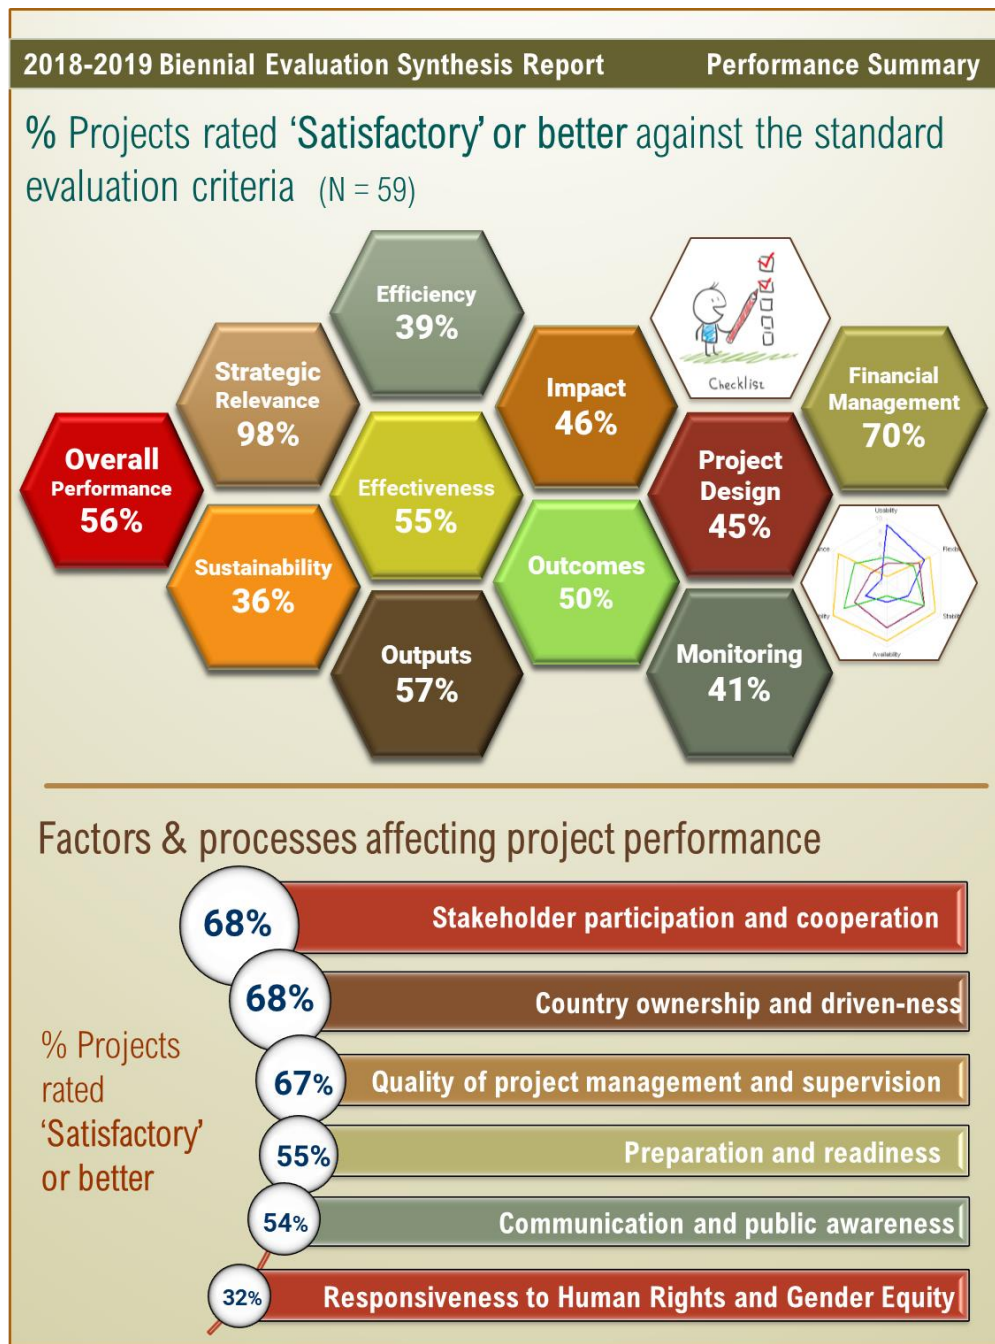 2018-2019 Biennial Evaluation Synthesis Report Performance Summary
% Projects rated ‘Satisfactory’ or better against the standard
evaluation criteria (N = 59)
Efficiency
39%
Strategic
Relevance
98%
Impact
46%
Checklist
Financial
Management
70%
Overall
Performance
56%
Effectiveness
55%
Project
Design
45%
Sustainability
36%
Outcomes
50%
Usability
Stabil
Availability
Outputs
57%
Monitoring
41%
Factors & processes affecting project performance
68% Stakeholder participation and cooperation
68% Country ownership and driven-ness
% Projects
rated
‘Satisfactory’
or better
67% Quality of project management and supervision
55% Preparation and readiness
54% Communication and public awareness
32% Responsiveness to Human Rights and Gender Equity